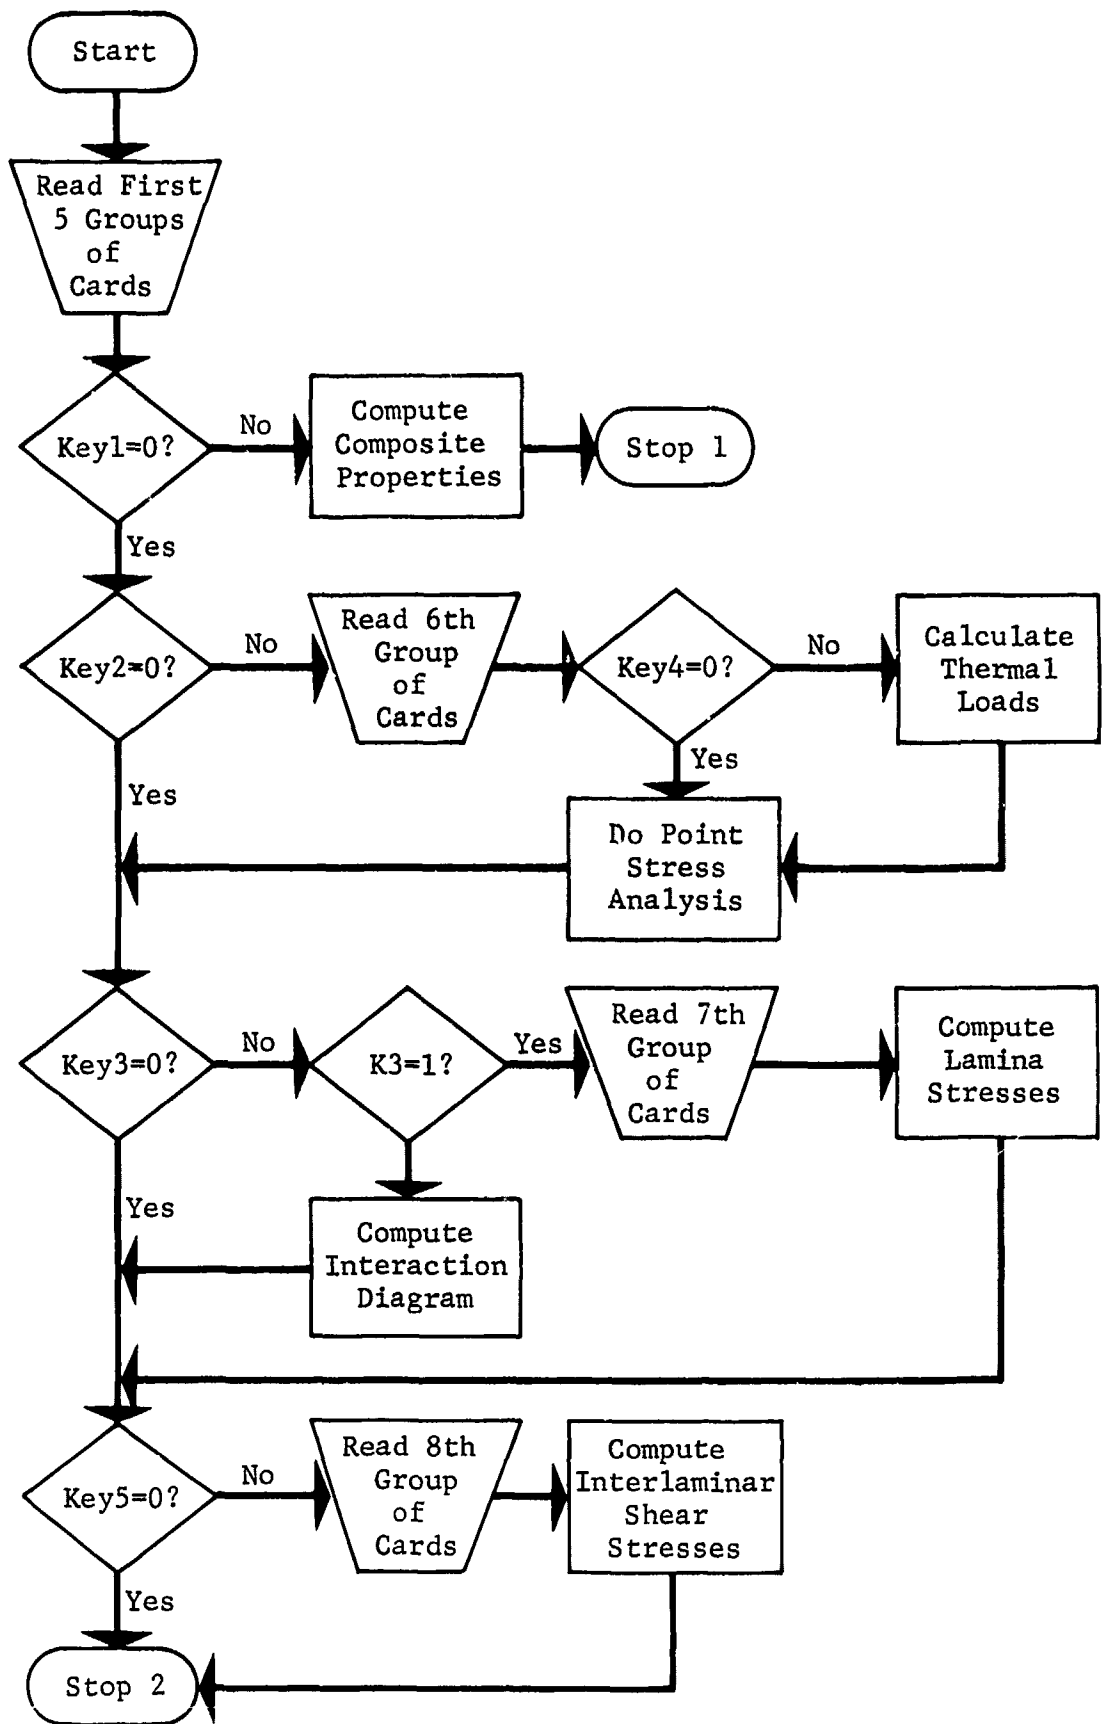 Start
Read First
5 Groups
of
Cards
Key1=0?
No
Compute
Composite
Properties
Stop 1
Yes
Key2=0?
No
Read 6th
Group
of
Cards
Key4=0?
No
Calculate
Thermal
Loads
Yes
Yes
Do Point
Stress
Analysis
Key3=0?
No
K3=1?
Yes
Read 7th
Group
of
Cards
Compute
Lamina
Stresses
Yes
Compute
Interaction
Diagram
Key5=0?
No
Read 8th
Group
of
Cards
Compute
Interlaminar
Shear
Stresses
Yes
Stop 2